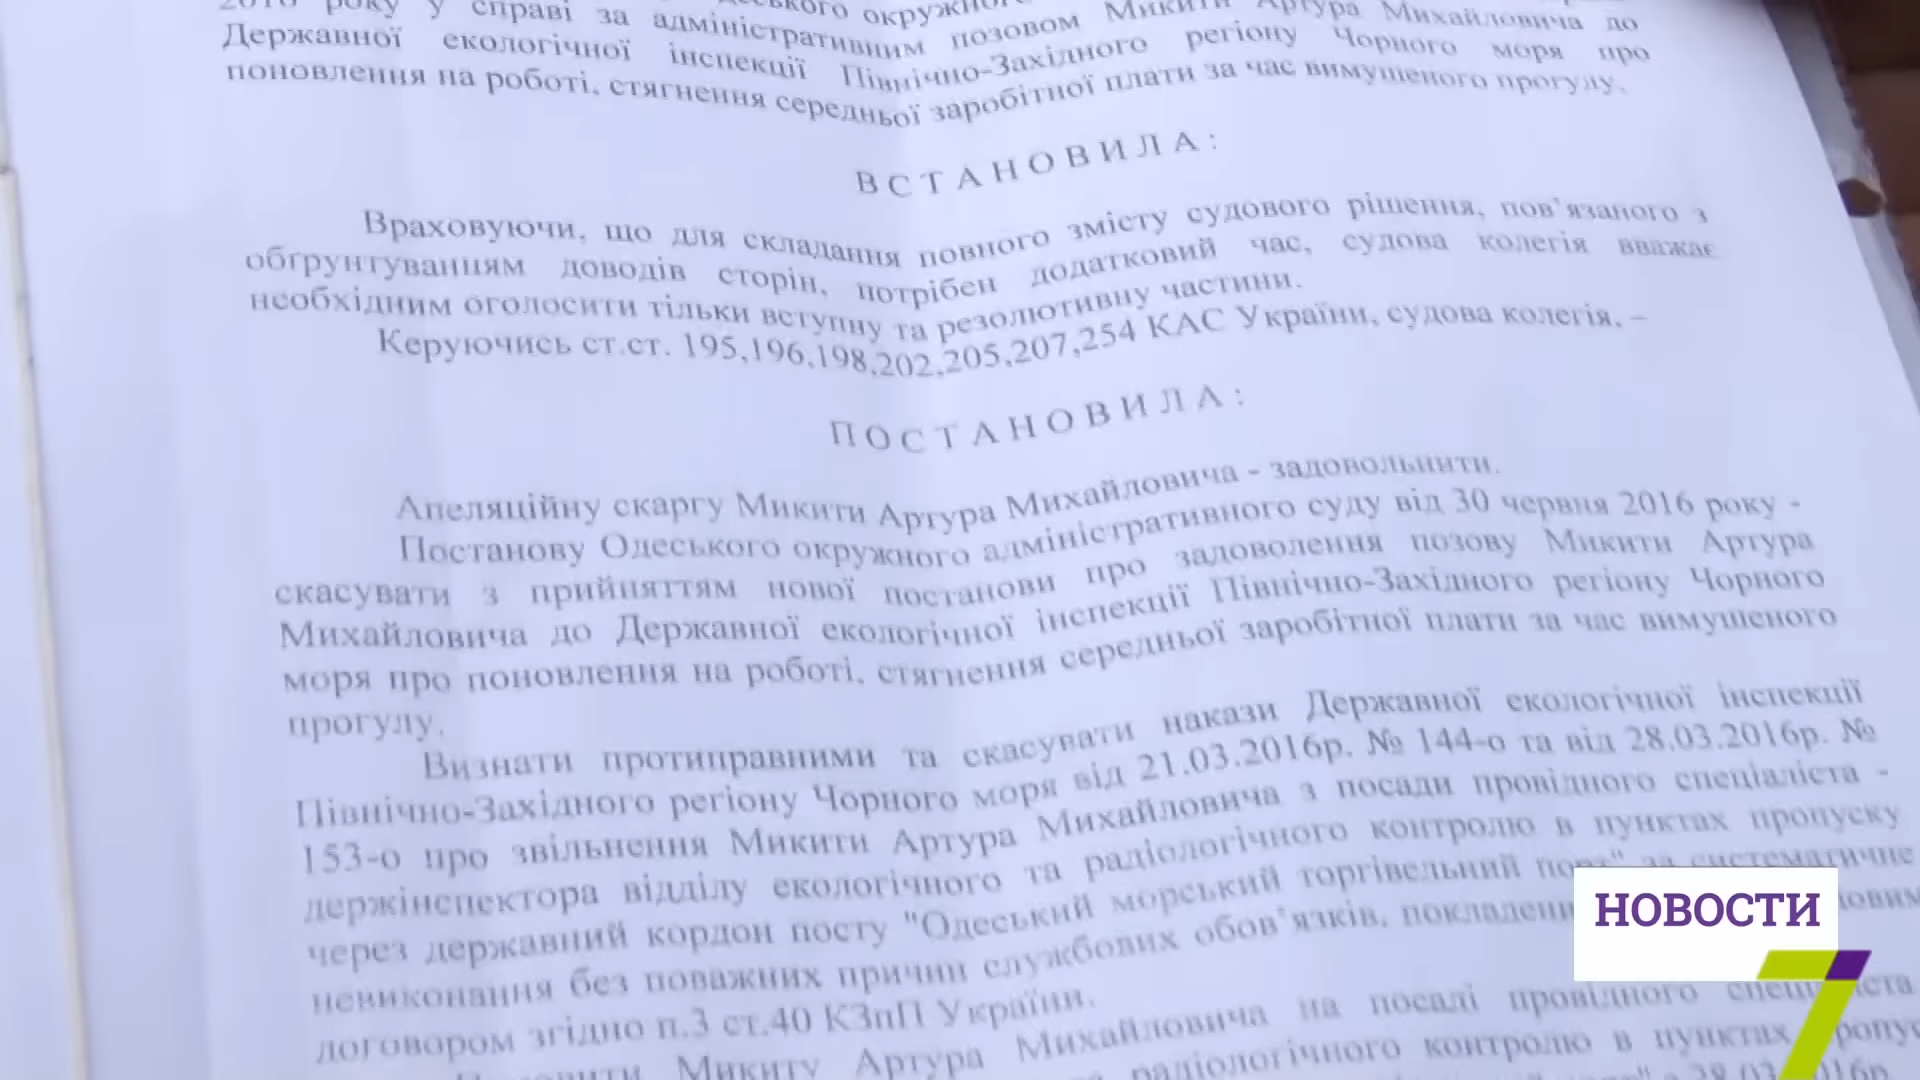 2016 року у справі за адміністративним позовом Микити Артура Михайловича до
Державної екологічної інспекції Північно-Західного регіону Чорного моря про
поновлення на роботі, стягнення середньої заробітної плати за час вимушеного прогулу,
ВСТАНОВИЛА:
Враховуючи, що для складання повного змісту судового рішення, пов'язаного з
обґрунтуванням доводів сторін, потрібен додатковий час, судова колегія вважає
необхідним оголосити тільки вступну та резолютивну частини.
Керуючись ст.ст. 195,196,198,202,205,207,254 КАС України, судова колегія, –
ПОСТАНОВИЛА:
Апеляційну скаргу Микити Артура Михайловича - задовольнити.
Постанову Одеського окружного адміністративного суду від 30 червня 2016 року -
скасувати з прийняттям нової постанови про задоволення позову Микити Артура
Михайловича до Державної екологічної інспекції Північно-Західного регіону Чорного
моря про поновлення на роботі, стягнення середньої заробітної плати за час вимушеного
прогулу.
Визнати протиправними та скасувати накази Державної екологічної інспекції
Північно-Західного регіону Чорного моря від 21.03.2016р. № 144-о та від 28.03.2016р. №
153-о про звільнення Микити Артура Михайловича з посади провідного спеціаліста -
держінспектора відділу екологічного та радіологічного контролю в пунктах пропуску
через державний кордон посту "Одеський морський торгівельний порт" за систематичне
невиконання без поважних причин службових обов'язків,
договором згідно п.3 ст.40 КЗпП України.
Микиту Артура Михайловича на посаді провідного
радіологічного контролю в пунктах
НОВОСТИ
7